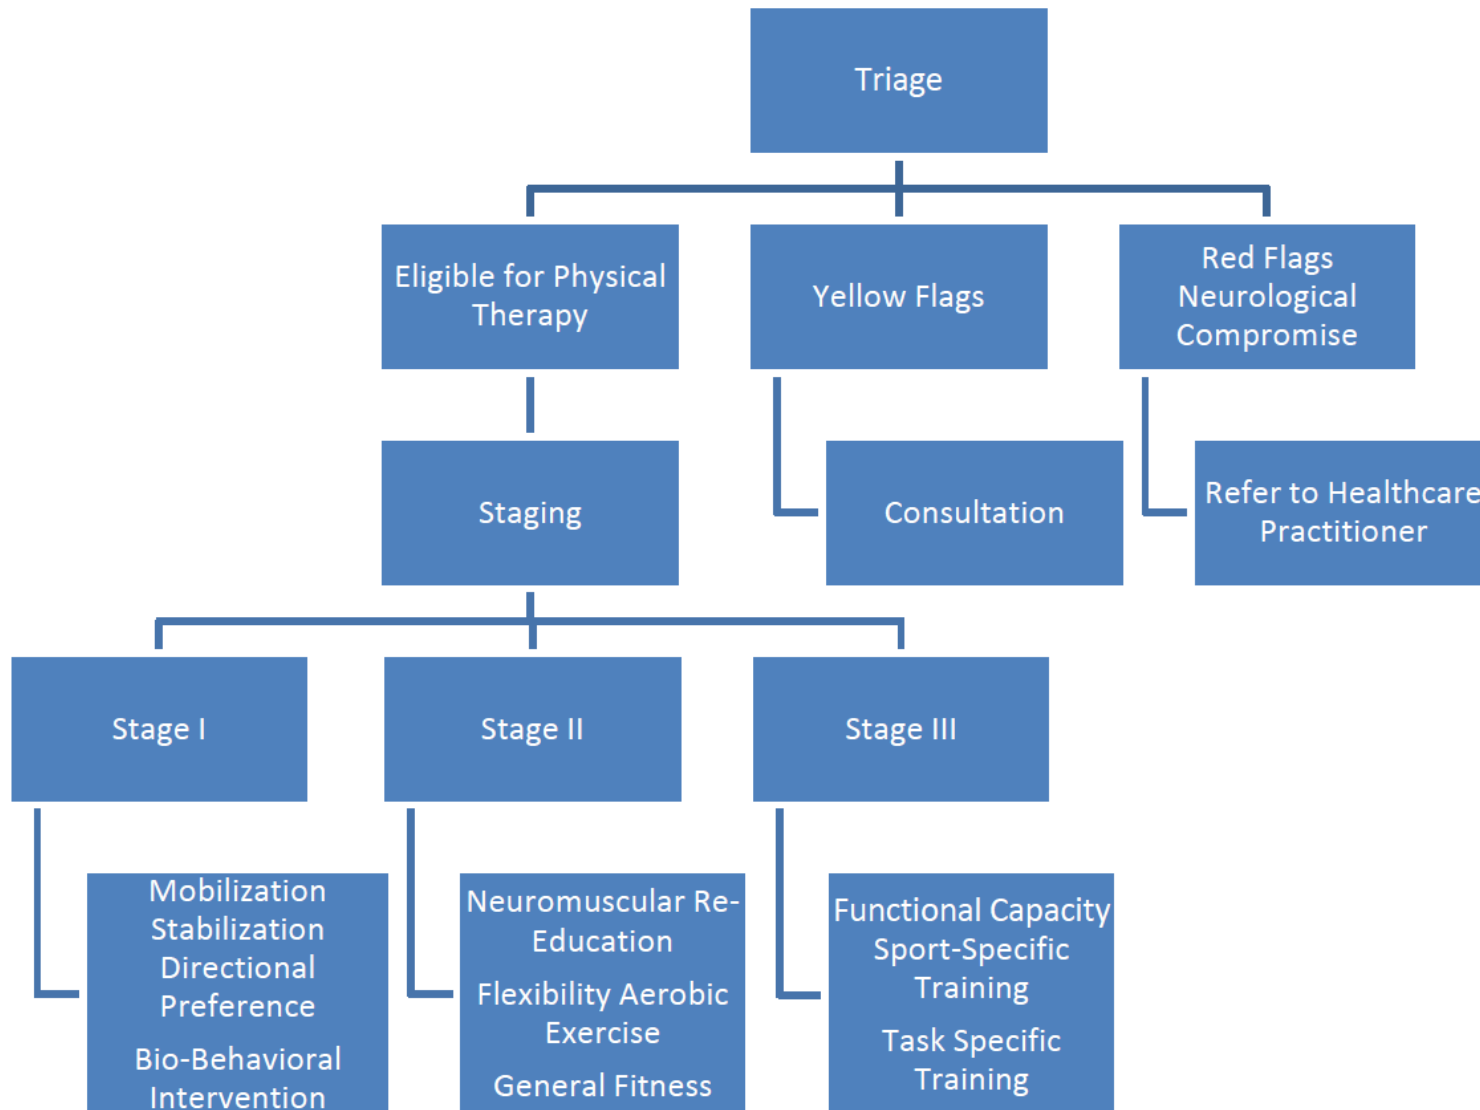 Triage
Eligible for Physical
Therapy
Yellow Flags
Red Flags
Neurological
Compromise
Staging
Consultation
Refer to Healthcare
Practitioner
Stage I
Stage II
Stage III
Mobilization
Stabilization
Directional
Preference
Bio-Behavioral
Intervention
Neuromuscular Re-
Education
Flexibility Aerobic
Exercise
General Fitness
Functional Capacity
Sport-Specific
Training
Task Specific
Training